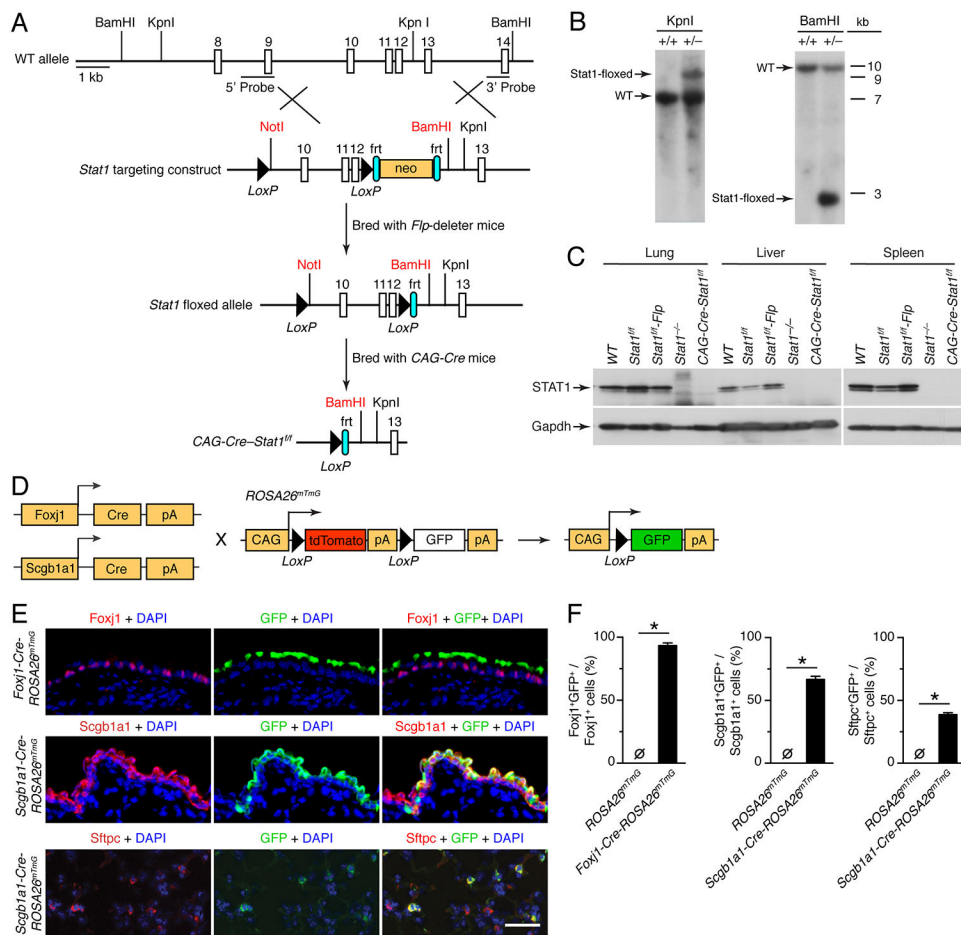 A
BamHI KpnI Kpn I BamHI
8 9 10 11 12 13 14
WT allele
1 kb
5' Probe 3' Probe
NotI BamHI KpnI
10 11 12 frt neo frt 13
Stat1 targeting construct
LoxP LoxP
Bred with Flp-deleter mice
NotI BamHI KpnI
10 11 12 frt 13
Stat1 floxed allele
LoxP LoxP
Bred with CAG-Cre mice
BamHI KpnI
frt 13
CAG-Cre–Stat1f/f
LoxP
B
KpnI BamHI kb
+/+ +/– +/+ +/–
Stat1-floxed
WT
WT
Stat1-floxed
10
9
7
3
C
Lung Liver Spleen
WT Stat1f/f Stat1f/f-Flp Stat1–/– CAG-Cre-Stat1f/f
WT Stat1f/f Stat1f/f-Flp Stat1–/– CAG-Cre-Stat1f/f
WT Stat1f/f Stat1f/f-Flp Stat1–/– CAG-Cre-Stat1f/f
STAT1
Gapdh
D
Foxj1 Cre pA
Scgb1a1 Cre pA
X
ROSA26mTmG
CAG tdTomato pA GFP pA
LoxP LoxP
CAG GFP pA
LoxP
E
Foxj1 + DAPI GFP + DAPI Foxj1 + GFP+ DAPI
Foxj1-Cre-
ROSA26mTmG
Scgb1a1 + DAPI GFP + DAPI Scgb1a1 + GFP + DAPI
Scgb1a1-Cre-
ROSA26mTmG
Sftpc + DAPI GFP + DAPI Sftpc + GFP + DAPI
Scgb1a1-Cre-
ROSA26mTmG
F
Foxj1+GFP+ /
Foxj1+ cells (%)
100
50
0
*
Ø
ROSA26mTmG
Foxj1-Cre-ROSA26mTmG
Scgb1a1+GFP+ /
Scgb1a1+ cells (%)
100
50
0
*
Ø
ROSA26mTmG
Scgb1a1-Cre-ROSA26mTmG
Sftpc+GFP+ /
Sftpc+ cells (%)
100
50
0
*
Ø
ROSA26mTmG
Scgb1a1-Cre-ROSA26mTmG